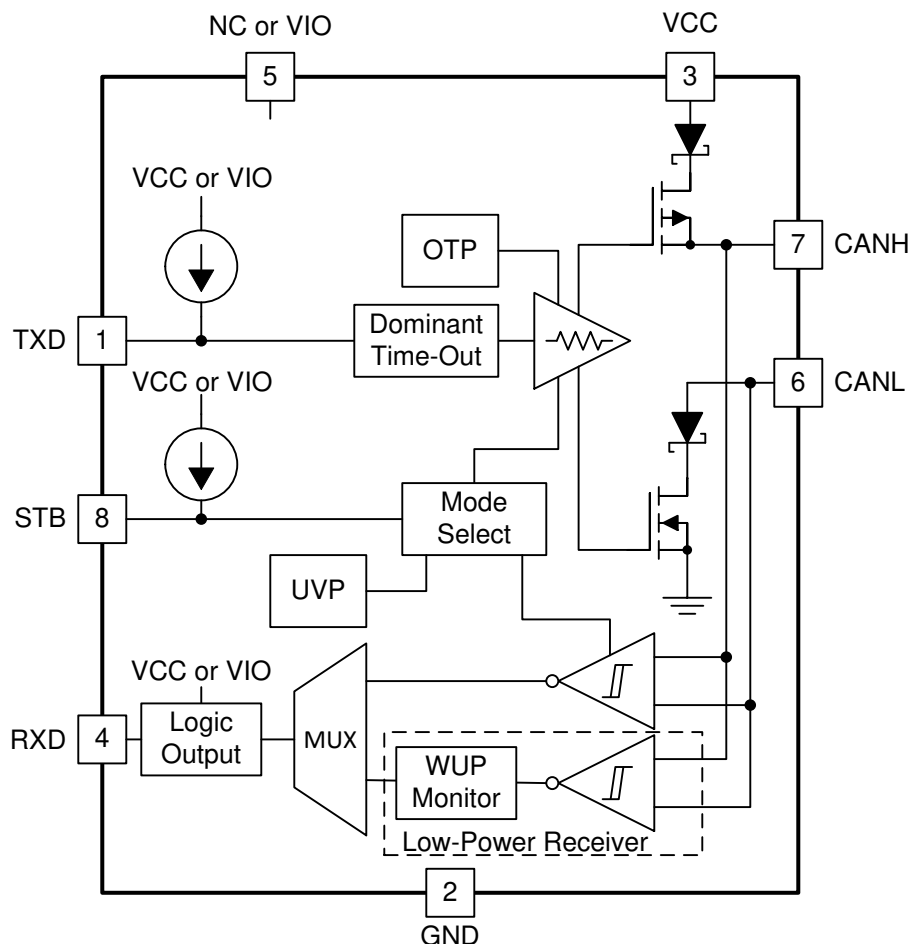 NC or VIO
VCC
5
3
VCC or VIO
OTP
7
CANH
TXD
1
Dominant
Time-Out
VCC or VIO
6
CANL
STB
8
Mode
Select
UVP
VCC or VIO
RXD
4
Logic
Output
MUX
WUP
Monitor
Low-Power Receiver
2
GND